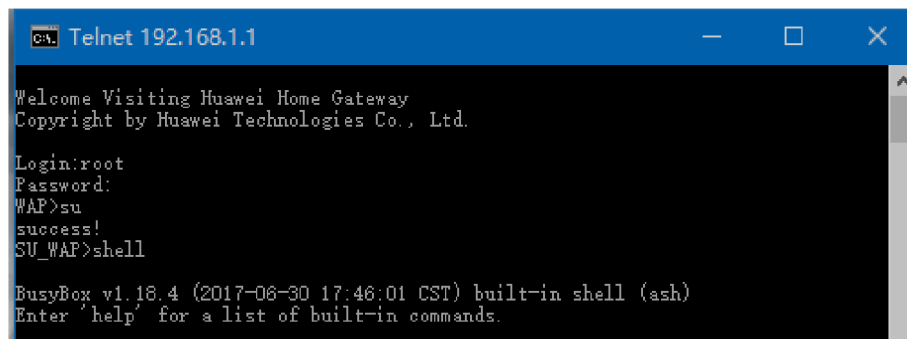 Telnet 192.168.1.1
Welcome Visiting Huawei Home Gateway
Copyright by Huawei Technologies Co., Ltd.
Login:root
Password:
WAP>su
success!
SU_WAP>shell
BusyBox v1.18.4 (2017-06-30 17:46:01 CST) built-in shell (ash)
Enter 'help' for a list of built-in commands.